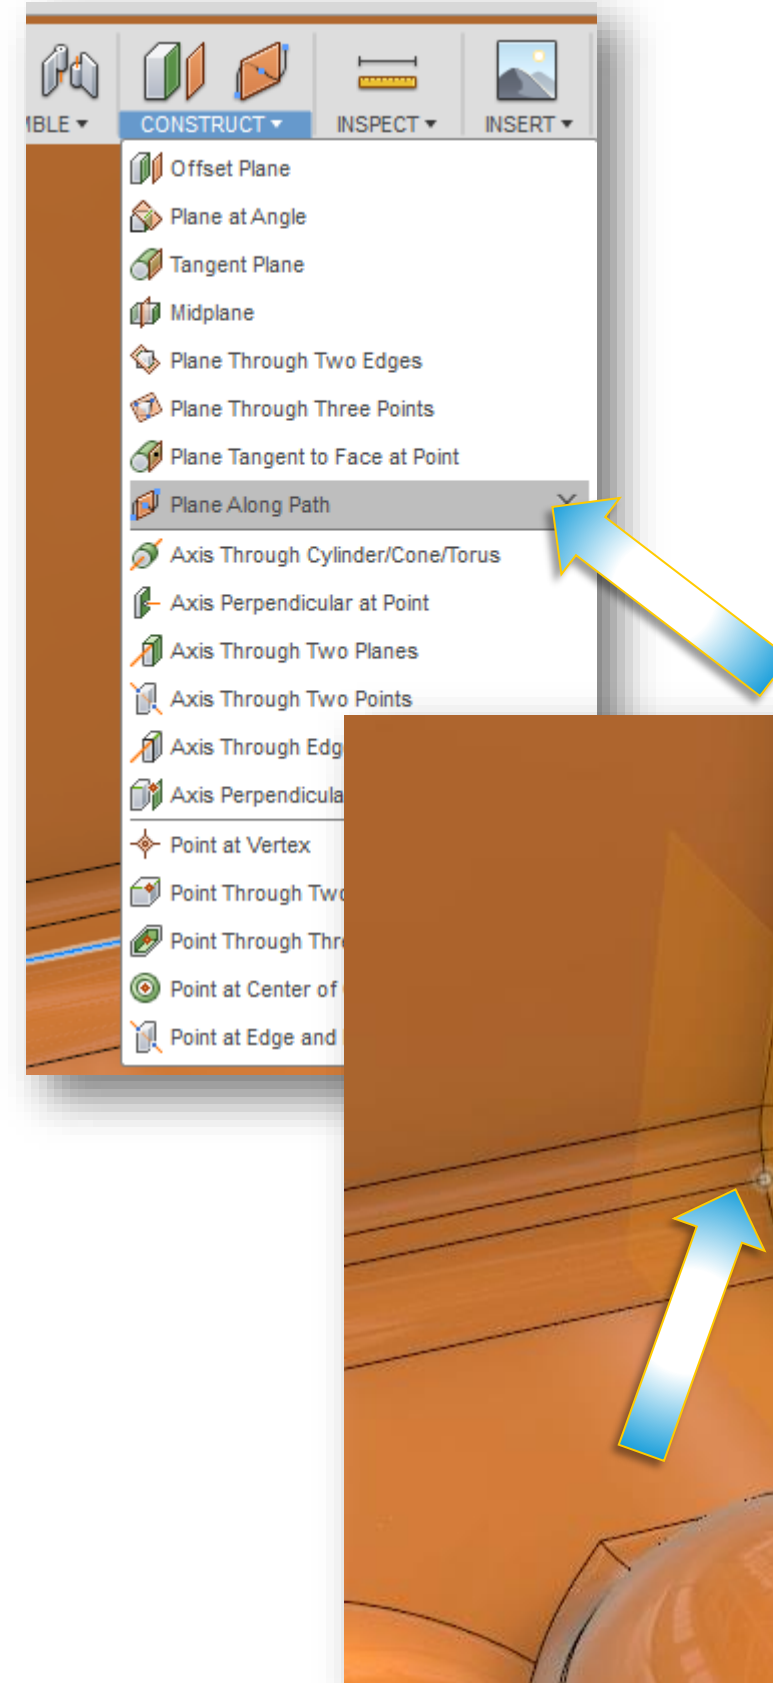 MBLE CONSTRUCT INSPECT INSERT
Offset Plane
Plane at Angle
Tangent Plane
Midplane
Plane Through Two Edges
Plane Through Three Points
Plane Tangent to Face at Point
Plane Along Path
Axis Through Cylinder/Cone/Torus
Axis Perpendicular at Point
Axis Through Two Planes
Axis Through Two Points
Axis Through Edg
Axis Perpendicula
Point at Vertex
Point Through Two
Point Through Thr
Point at Center of
Point at Edge and